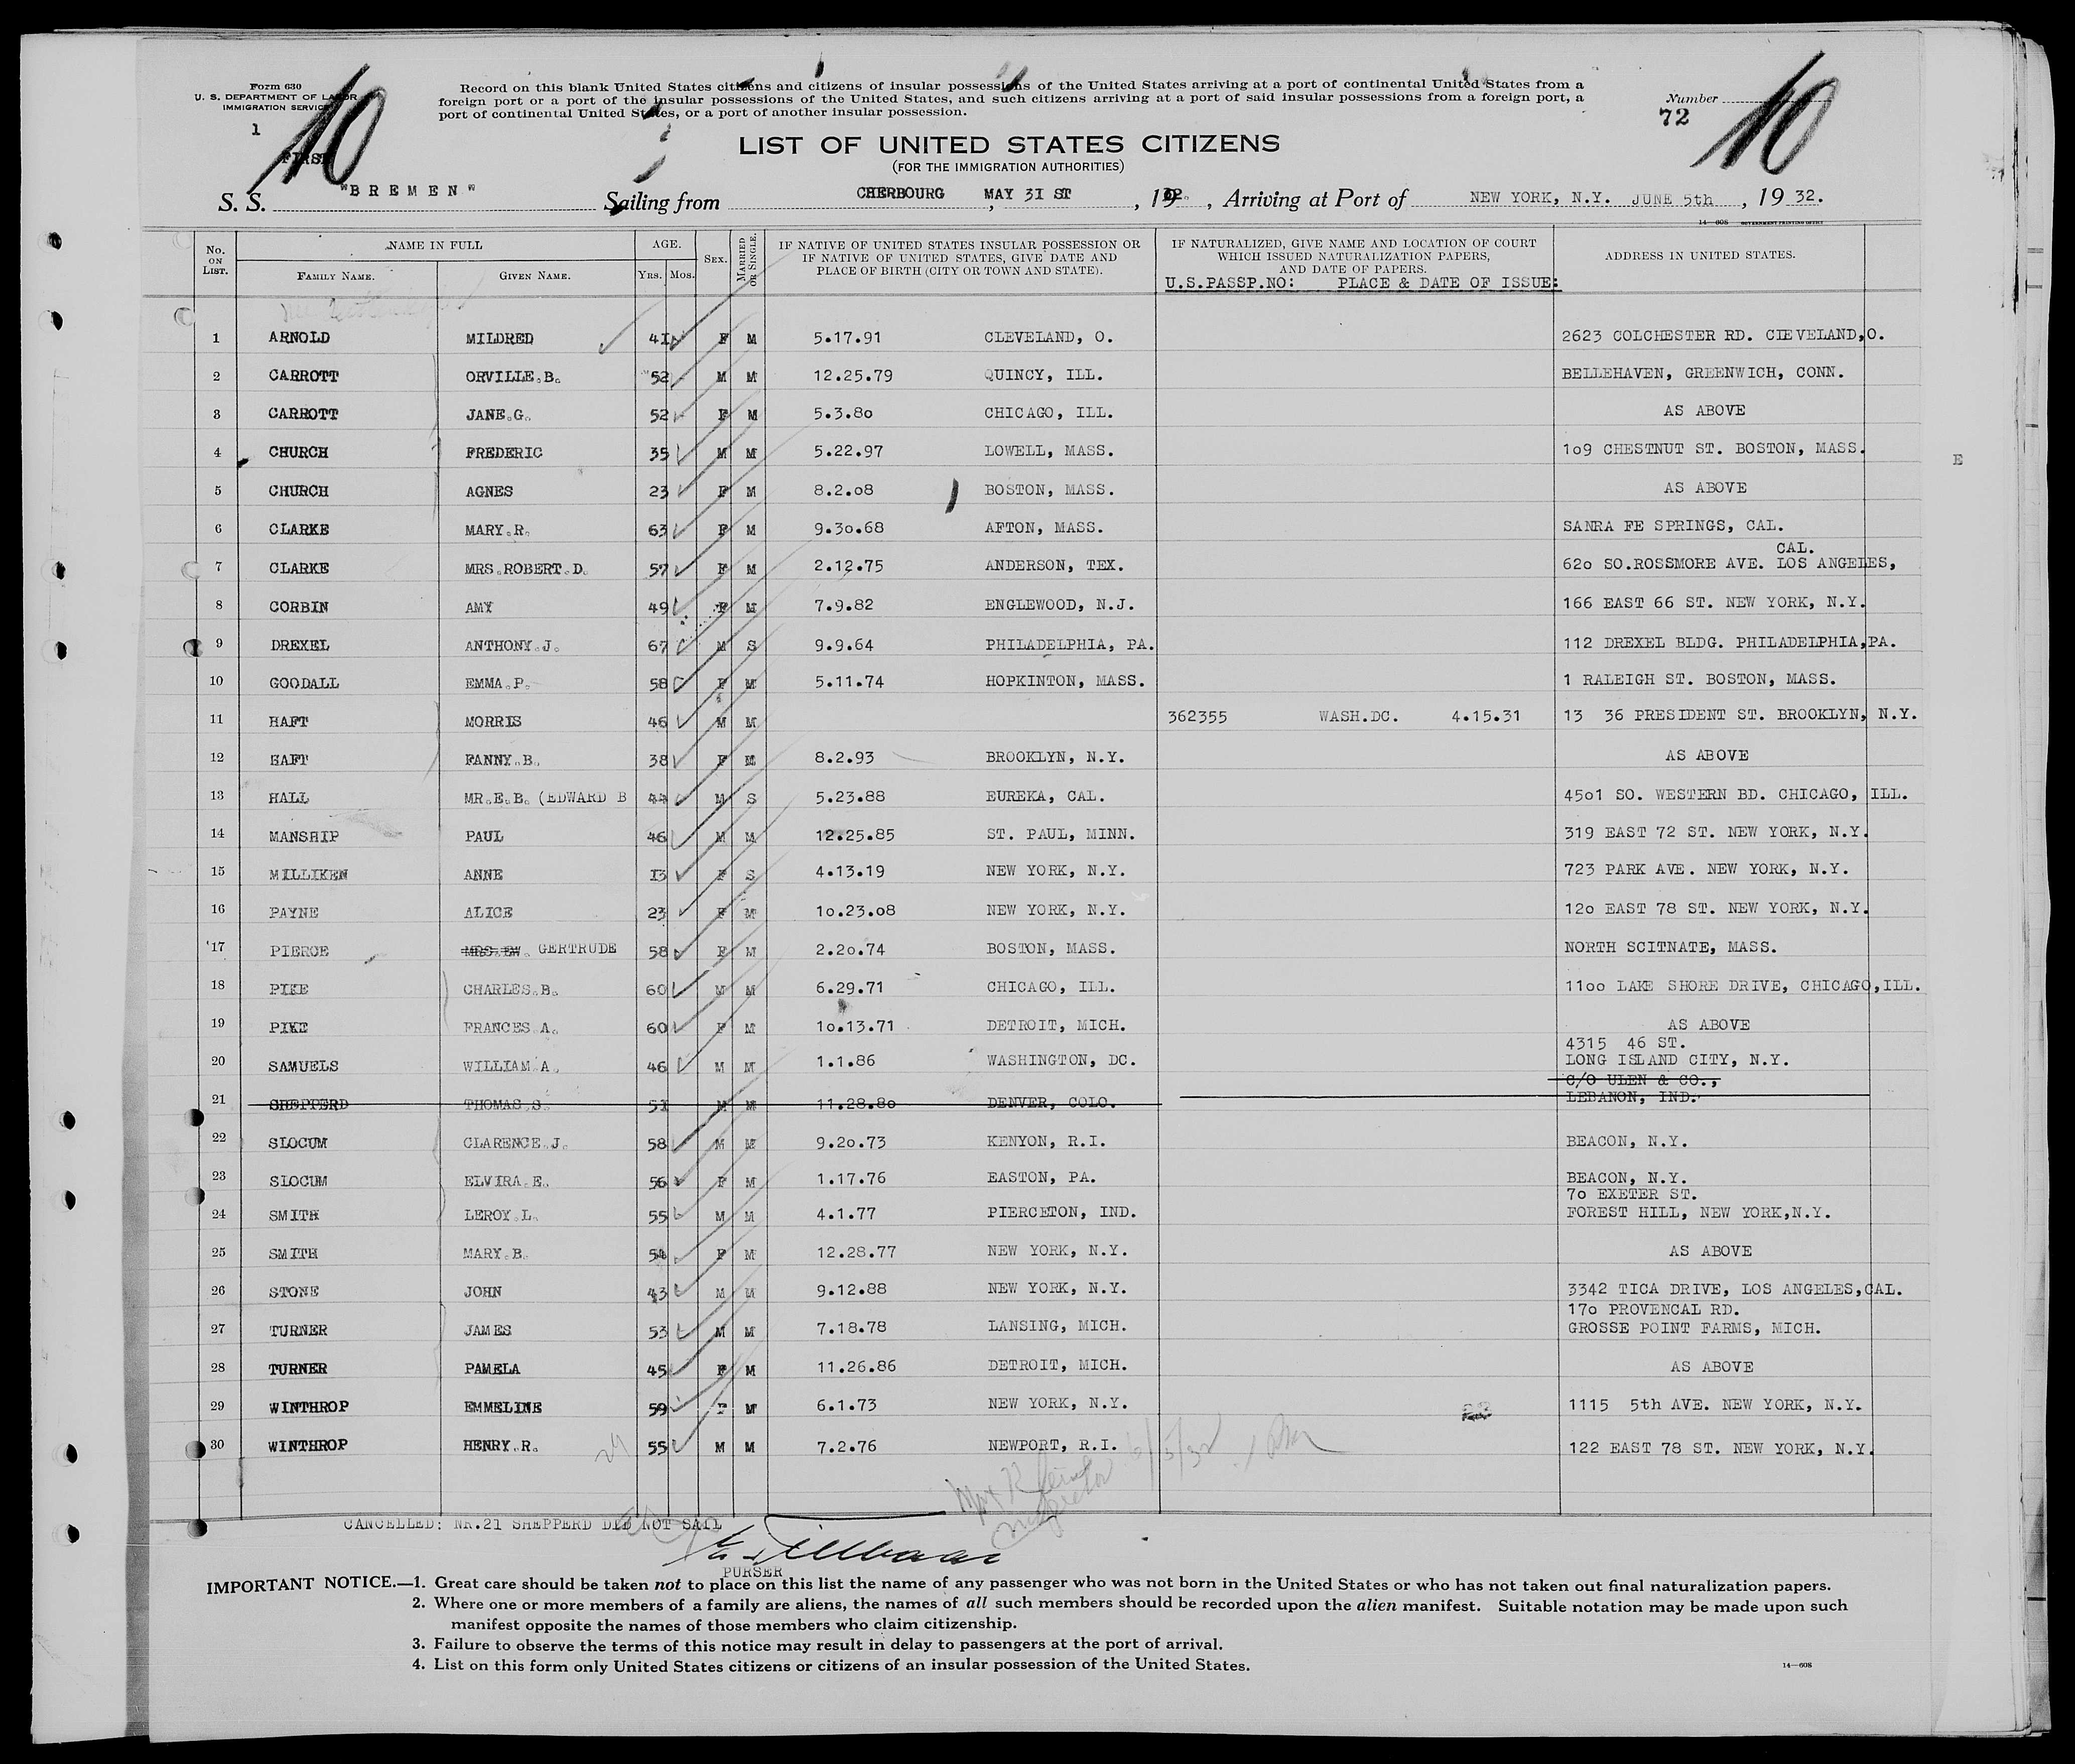 Form 630
U. S. DEPARTMENT OF LABOR
IMMIGRATION SERVICE
1
FIRST
10
Record on this blank United States citizens and citizens of insular possessions of the United States arriving at a port of continental United States from a
foreign port or a port of the insular possessions of the United States, and such citizens arriving at a port of said insular possessions from a foreign port, a
port of continental United States, or a port of another insular possession.
Number
72
10
LIST OF UNITED STATES CITIZENS
(FOR THE IMMIGRATION AUTHORITIES)
S. S. "BREMEN" Sailing from CHERBOURG MAY 31 ST, 1932, Arriving at Port of NEW YORK, N.Y. JUNE 5th, 1932.
14—608 GOVERNMENT PRINTING OFFICE
No. ON LIST. NAME IN FULL FAMILY NAME. GIVEN NAME. AGE. YRS. MOS. SEX. MARRIED OR SINGLE. IF NATIVE OF UNITED STATES INSULAR POSSESSION OR IF NATIVE OF UNITED STATES, GIVE DATE AND PLACE OF BIRTH (CITY OR TOWN AND STATE). IF NATURALIZED, GIVE NAME AND LOCATION OF COURT WHICH ISSUED NATURALIZATION PAPERS, AND DATE OF PAPERS. ADDRESS IN UNITED STATES.
U.S.PASSP.NO: PLACE & DATE OF ISSUE:
1 ARNOLD MILDRED 41 F M 5.17.91 CLEVELAND, O. 2623 COLCHESTER RD. CIEVELAND,O.
2 CARROTT ORVILLE.B. 52 M M 12.25.79 QUINCY, ILL. BELLEHAVEN, GREENWICH, CONN.
3 CARROTT JANE.G. 52 F M 5.3.80 CHICAGO, ILL. AS ABOVE
4 CHURCH FREDERIC 35 M M 5.22.97 LOWELL, MASS. 109 CHESTNUT ST. BOSTON, MASS.
5 CHURCH AGNES 23 F M 8.2.08 BOSTON, MASS. AS ABOVE
6 CLARKE MARY.R. 63 F M 9.30.68 AFTON, MASS. SANRA FE SPRINGS, CAL.
CAL.
7 CLARKE MRS.ROBERT.D. 57 F M 2.12.75 ANDERSON, TEX. 620 SO.ROSSMORE AVE. LOS ANGELES,
8 CORBIN AMY 49 F M 7.9.82 ENGLEWOOD, N.J. 166 EAST 66 ST. NEW YORK, N.Y.
9 DREXEL ANTHONY.J. 67 M S 9.9.64 PHILADELPHIA, PA. 112 DREXEL BLDG. PHILADELPHIA,PA.
10 GOODALL EMMA.P. 58 F M 5.11.74 HOPKINTON, MASS. 1 RALEIGH ST. BOSTON, MASS.
11 HAFT MORRIS 46 M M 362355 WASH.DC. 4.15.31 13 36 PRESIDENT ST. BROOKLYN, N.Y.
12 HAFT FANNY.B. 38 F M 8.2.93 BROOKLYN, N.Y. AS ABOVE
13 HALL MR.E.B. (EDWARD B 44 M S 5.23.88 EUREKA, CAL. 4501 SO. WESTERN BD. CHICAGO, ILL.
14 MANSHIP PAUL 46 M M 12.25.85 ST. PAUL, MINN. 319 EAST 72 ST. NEW YORK, N.Y.
15 MILLIKEN ANNE 13 F S 4.13.19 NEW YORK, N.Y. 723 PARK AVE. NEW YORK, N.Y.
16 PAYNE ALICE 23 F M 10.23.08 NEW YORK, N.Y. 120 EAST 78 ST. NEW YORK, N.Y.
17 PIERCE MRS. EW. GERTRUDE 58 F M 2.20.74 BOSTON, MASS. NORTH SCITNATE, MASS.
18 PIKE CHARLES.B. 60 M M 6.29.71 CHICAGO, ILL. 1100 LAKE SHORE DRIVE, CHICAGO,ILL.
19 PIKE FRANCES.A. 60 F M 10.13.71 DETROIT, MICH. AS ABOVE
4315 46 ST.
20 SAMUELS WILLIAM.A. 46 M M 1.1.86 WASHINGTON, DC. LONG ISLAND CITY, N.Y.
C/O ULEN & CO.,
21 SHEPPERD THOMAS.S. 51 M M 11.28.80 DENVER, COLO. LEBANON, IND.
22 SLOCUM CLARENCE.J. 58 M M 9.20.73 KENYON, R.I. BEACON, N.Y.
23 SLOCUM ELVIRA.E. 56 F M 1.17.76 EASTON, PA. BEACON, N.Y.
70 EXETER ST.
24 SMITH LEROY.L. 55 M M 4.1.77 PIERCETON, IND. FOREST HILL, NEW YORK,N.Y.
25 SMITH MARY.B. 54 F M 12.28.77 NEW YORK, N.Y. AS ABOVE
26 STONE JOHN 43 M M 9.12.88 NEW YORK, N.Y. 3342 TICA DRIVE, LOS ANGELES,CAL.
170 PROVENCAL RD.
27 TURNER JAMES 53 M M 7.18.78 LANSING, MICH. GROSSE POINT FARMS, MICH.
28 TURNER PAMELA 45 F M 11.26.86 DETROIT, MICH. AS ABOVE
29 WINTHROP EMMELINE 59 F M 6.1.73 NEW YORK, N.Y. 1115 5th AVE. NEW YORK, N.Y.
30 WINTHROP HENRY.R. 55 M M 7.2.76 NEWPORT, R.I. 122 EAST 78 ST. NEW YORK, N.Y.
29
6/5/32
CANCELLED: NR.21 SHEPPERD DID NOT SAIL
PURSER
IMPORTANT NOTICE.—1. Great care should be taken not to place on this list the name of any passenger who was not born in the United States or who has not taken out final naturalization papers.
2. Where one or more members of a family are aliens, the names of all such members should be recorded upon the alien manifest. Suitable notation may be made upon such
manifest opposite the names of those members who claim citizenship.
3. Failure to observe the terms of this notice may result in delay to passengers at the port of arrival.
4. List on this form only United States citizens or citizens of an insular possession of the United States.
14—608
E